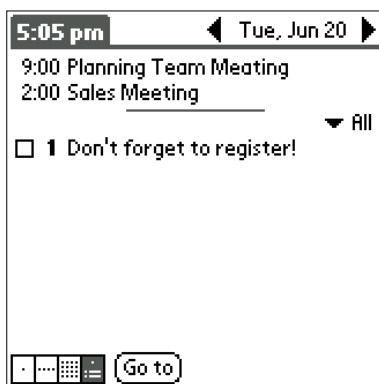 5:05 pm Tue, Jun 20
9:00 Planning Team Meating
2:00 Sales Meeting
All
1 Don't forget to register!
Go to